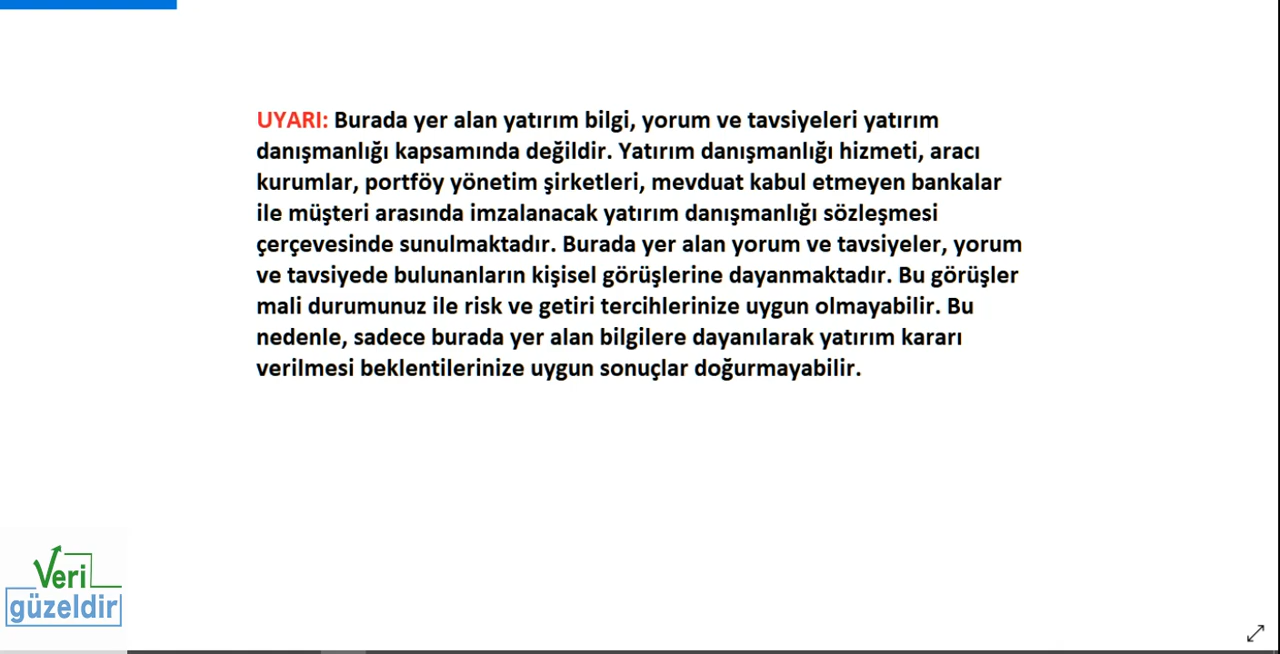 UYARI: Burada yer alan yatırım bilgi, yorum ve tavsiyeleri yatırım
danışmanlığı kapsamında değildir. Yatırım danışmanlığı hizmeti, aracı
kurumlar, portföy yönetim şirketleri, mevduat kabul etmeyen bankalar
ile müşteri arasında imzalanacak yatırım danışmanlığı sözleşmesi
çerçevesinde sunulmaktadır. Burada yer alan yorum ve tavsiyeler, yorum
ve tavsiyede bulunanların kişisel görüşlerine dayanmaktadır. Bu görüşler
mali durumunuz ile risk ve getiri tercihlerinize uygun olmayabilir. Bu
nedenle, sadece burada yer alan bilgilere dayanılarak yatırım kararı
verilmesi beklentilerinize uygun sonuçlar doğurmayabilir.
Veri
güzeldir